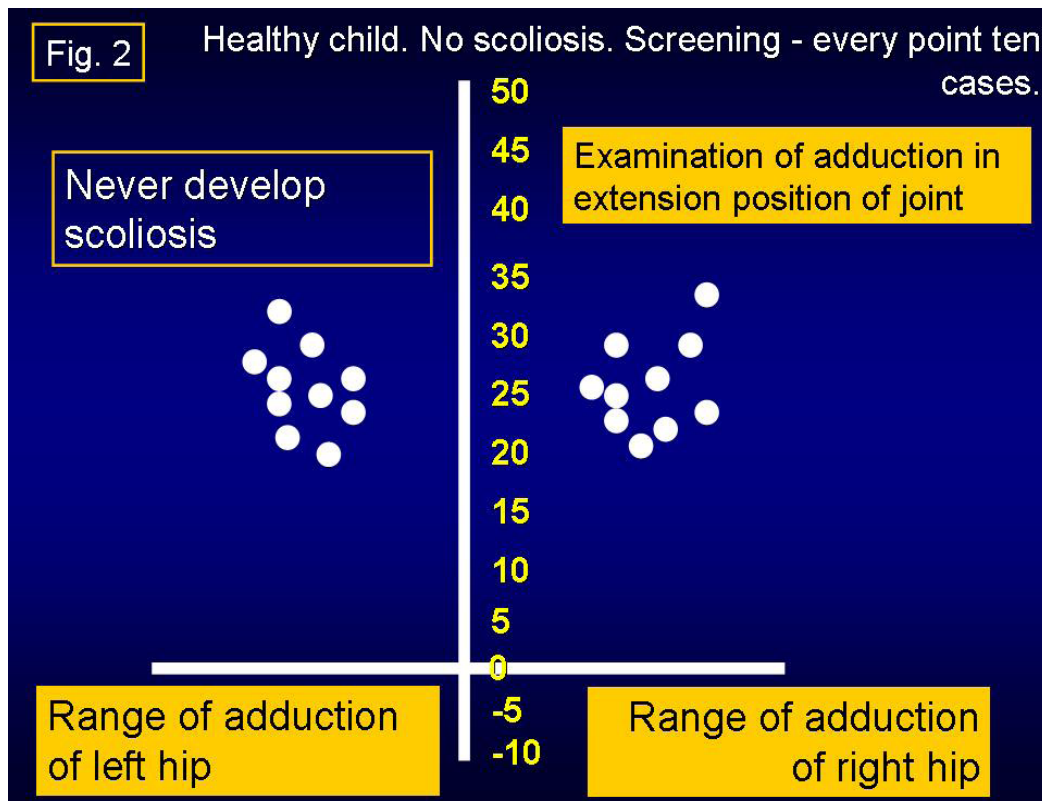 Fig. 2
Healthy child. No scoliosis. Screening - every point ten
cases.
Never develop
scoliosis
Examination of adduction in
extension position of joint
50
45
40
35
30
25
20
15
10
5
0
-5
-10
Range of adduction
of left hip
Range of adduction
of right hip